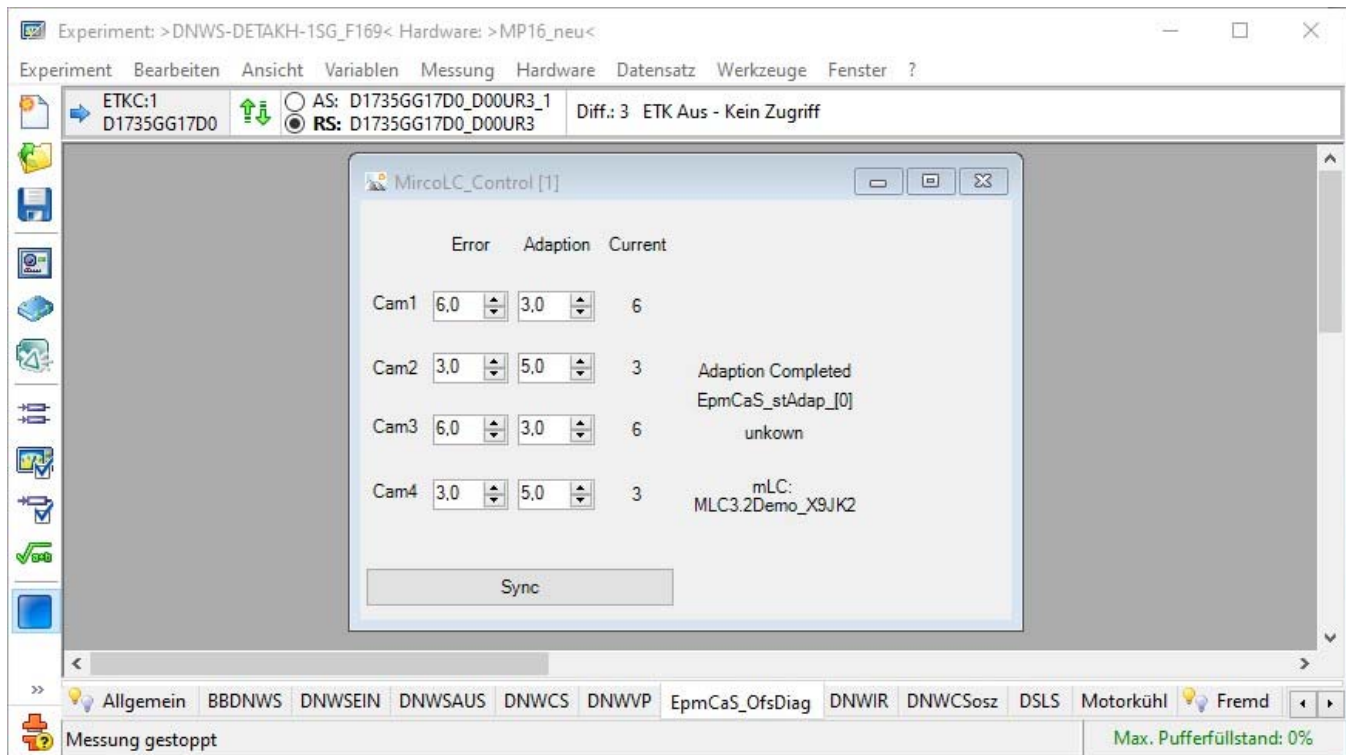 Experiment: >DNWS-DETAKH-1SG_F169< Hardware: >MP16_neu<
Experiment Bearbeiten Ansicht Variablen Messung Hardware Datensatz Werkzeuge Fenster ?
ETKC:1
D1735GG17D0
AS: D1735GG17D0_D00UR3_1
RS: D1735GG17D0_D00UR3
Diff.: 3 ETK Aus - Kein Zugriff
MircoLC_Control [1]
Error Adaption Current
Cam1 6,0 3,0 6
Cam2 3,0 5,0 3
Adaption Completed
EpmCaS_stAdap_[0]
Cam3 6,0 3,0 6
unkown
Cam4 3,0 5,0 3
mLC:
MLC3.2Demo_X9JK2
Sync
Allgemein BBDNWS DNWSEIN DNWSAUS DNWCS DNWVP EpmCaS_OfsDiag DNWIR DNWCSosz DSLS Motorkühl Fremd
Messung gestoppt Max. Pufferfüllstand: 0%